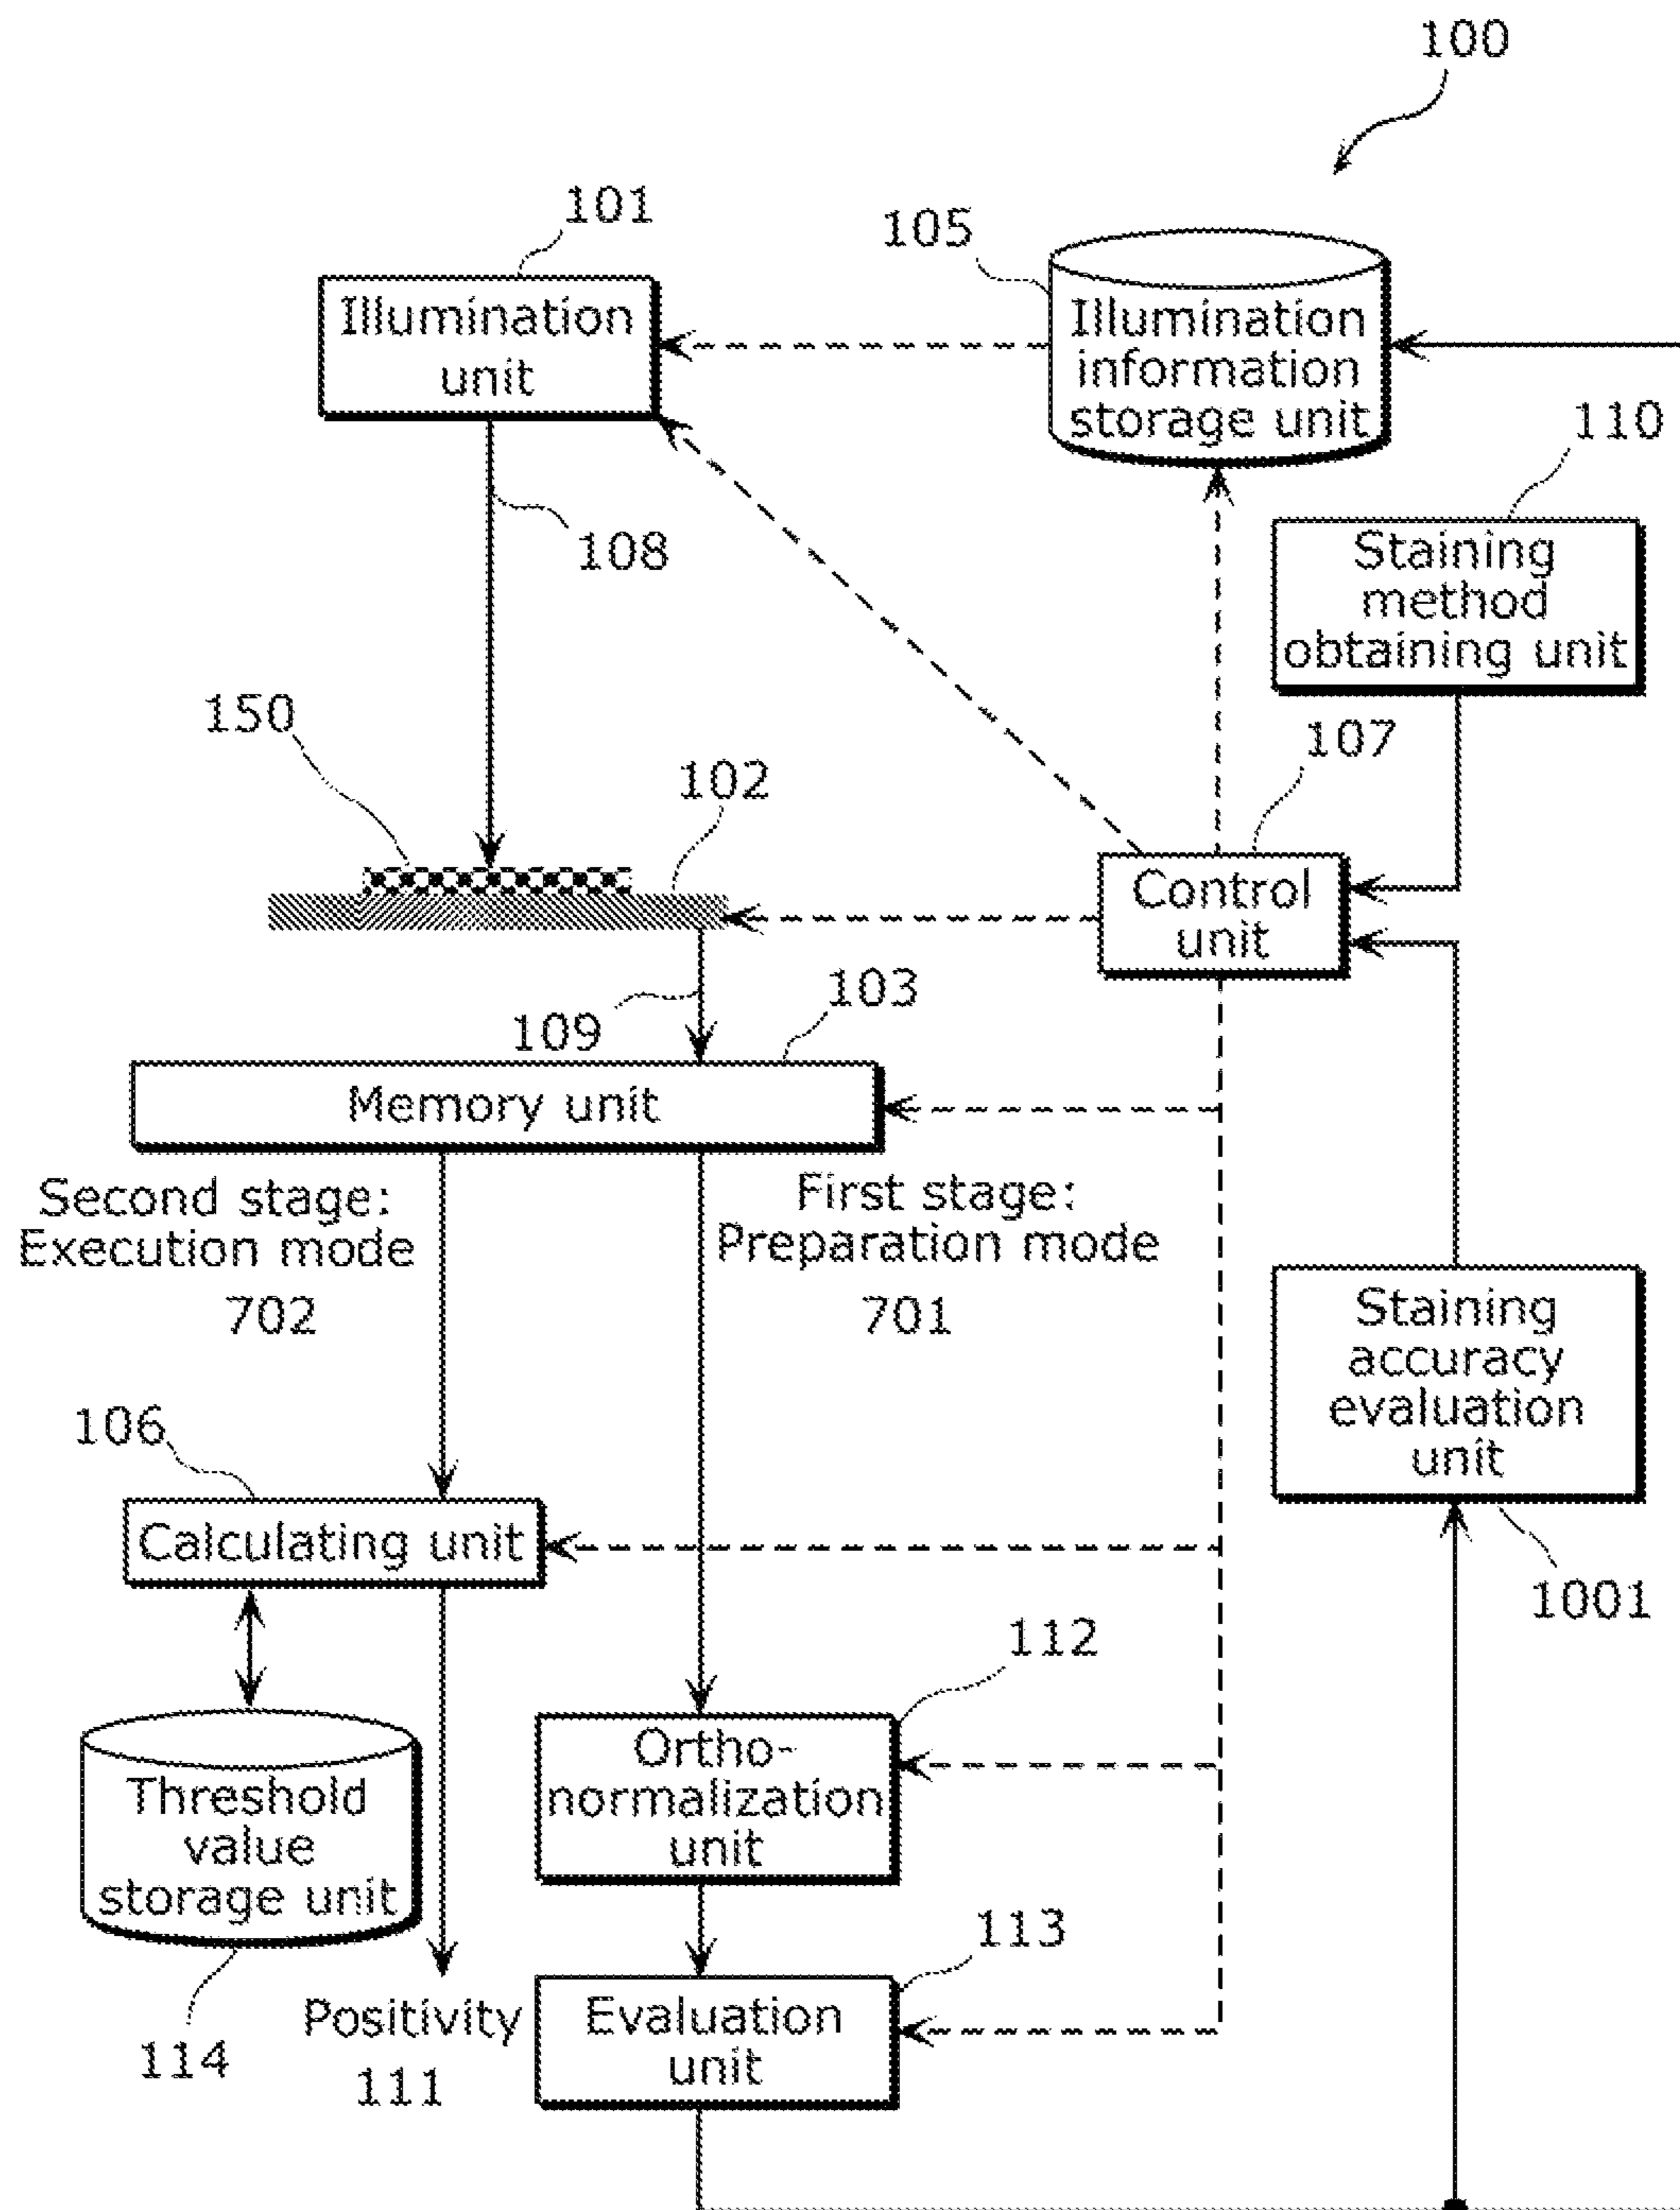 100
101
105
Illumination
unit
Illumination
information
storage unit
110
108
Staining
method
obtaining unit
150
102
107
Control
unit
109
103
Memory unit
Second stage:
Execution mode
702
First stage:
Preparation mode
701
Staining
accuracy
evaluation
unit
106
Calculating unit
1001
112
Threshold
value
storage unit
Ortho-
normalization
unit
113
114
Positivity
111
Evaluation
unit